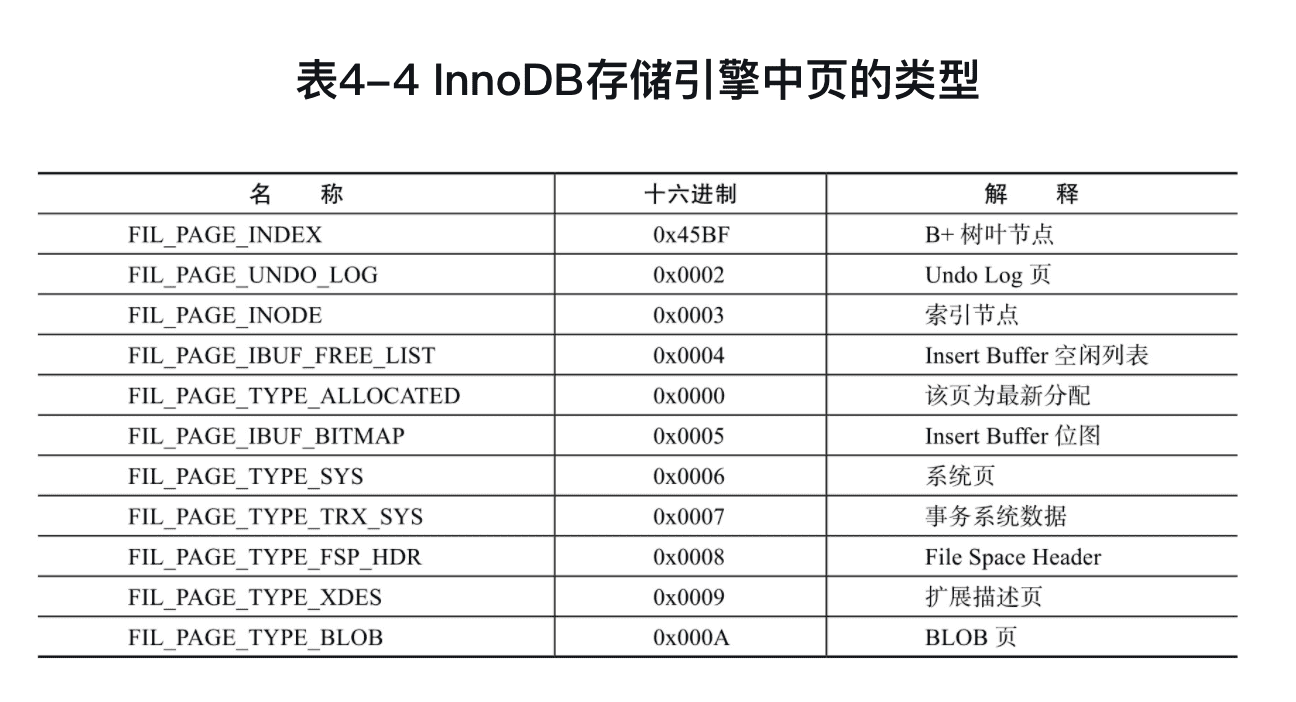 表4-4 InnoDB存储引擎中页的类型
名 称 十六进制 解 释
FIL_PAGE_INDEX 0x45BF B+ 树叶节点
FIL_PAGE_UNDO_LOG 0x0002 Undo Log 页
FIL_PAGE_INODE 0x0003 索引节点
FIL_PAGE_IBUF_FREE_LIST 0x0004 Insert Buffer 空闲列表
FIL_PAGE_TYPE_ALLOCATED 0x0000 该页为最新分配
FIL_PAGE_IBUF_BITMAP 0x0005 Insert Buffer 位图
FIL_PAGE_TYPE_SYS 0x0006 系统页
FIL_PAGE_TYPE_TRX_SYS 0x0007 事务系统数据
FIL_PAGE_TYPE_FSP_HDR 0x0008 File Space Header
FIL_PAGE_TYPE_XDES 0x0009 扩展描述页
FIL_PAGE_TYPE_BLOB 0x000A BLOB 页